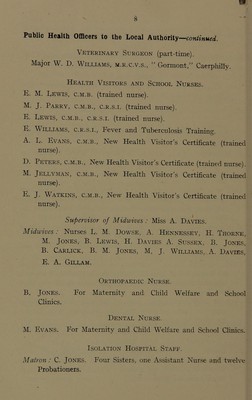 8
Public Health Officers to the Local Authority—continued.
VETERINARY SURGEON (part-time).
Major W. D. WILLIAMS, M.R.C.V.S., " Gormont," Caerphilly.
HEALTH VISITORS AND SCHOOL NURSES.
E. M. LEWIS, C.M.B. (trained nurse).
M. J. PARRY, C.M.B., C.R.S.I. (trained nurse).
E. LEWIS, C.M.B., C.R.S.I. (trained nurse).
E. WILLIAMS, C.R.S.I., Fever and Tuberculosis Training.
A. L. EVANS, C.M.B., New Health Visitor's Certificate (trained
nurse).
D. PETERS, C.M.B., New Health Visitor's Certificate (trained nurse).
M. JELLYMAN, C.M.B., New Health Visitor's Certificate (trained
nurse).
E. J. WATKINS, C.M.B., New Health Visitor's Certificate (trained
nurse).
Supervisor of Midwives : Miss A. DAVIES.
Midwives : Nurses L. M. DOWSE, A. HENNESSEY, H. THORNE,
M. JONES, B. LEWIS, H. DAVIES A. SUSSEX, D. JONES,
B. CARLICK, B. M. JONES, M. J. WILLIAMS, A. DAVIES,
E. A. GILLAM.
ORTHOPAEDIC NURSE.
B. JONES. For Maternity and Child Welfare and School
Clinics.
DENTAL NURSE.
M. EVANS. For Maternity and Child Welfare and School Clinics.
ISOLATION HOSPITAL STAFF.
Matron : C. JONES. Four Sisters, one Assistant Nurse and twelve
Probationers.